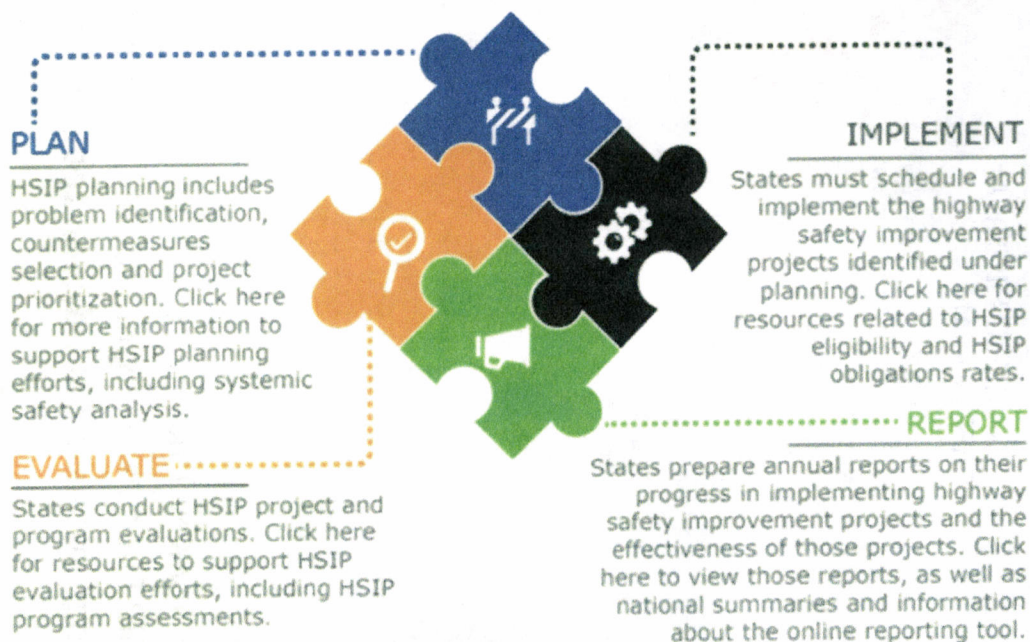 PLAN
HSIP planning includes
problem identification,
countermeasures
selection and project
prioritization. Click here
for more information to
support HSIP planning
efforts, including systemic
safety analysis.
IMPLEMENT
States must schedule and
implement the highway
safety improvement
projects identified under
planning. Click here for
resources related to HSIP
eligibility and HSIP
obligations rates.
EVALUATE
States conduct HSIP project and
program evaluations. Click here
for resources to support HSIP
evaluation efforts, including HSIP
program assessments.
REPORT
States prepare annual reports on their
progress in implementing highway
safety improvement projects and the
effectiveness of those projects. Click
here to view those reports, as well as
national summaries and information
about the online reporting tool.